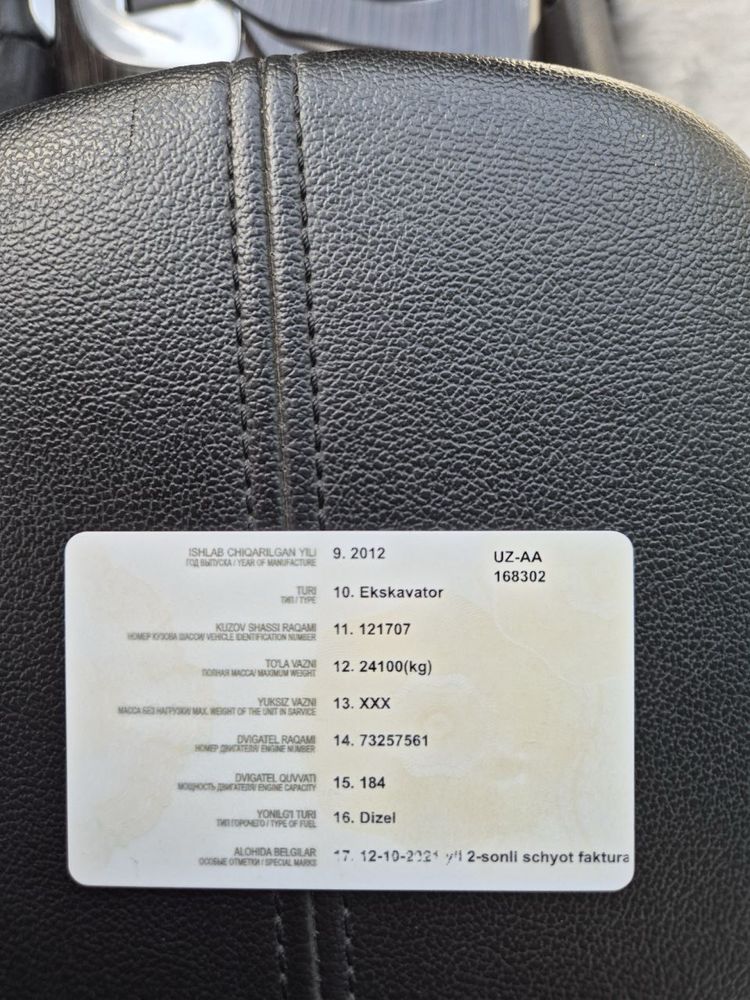 ISHLAB CHIQARILGAN YILI 9. 2012 UZ-AA
ГОД ВЫПУСКА / YEAR OF MANUFACTURE 168302
TURI 10. Ekskavator
ТИП / TYPE
KUZOV SHASSI RAQAMI 11. 121707
НОМЕР КУЗОВА ШАССИ/ VEHICLE IDENTIFICATION NUMBER
TO'LA VAZNI 12. 24100(kg)
ПОЛНАЯ МАССА/ MAXIMUM WEIGHT
YUKSIZ VAZNI 13. XXX
МАССА БЕЗ НАГРУЗКИ/ MAX. WEIGHT OF THE UNIT IN SARVICE
DVIGATEL RAQAMI 14. 73257561
НОМЕР ДВИГАТЕЛЯ/ ENGINE NUMBER
DVIGATEL QUVVATI 15. 184
МОЩНОСТЬ ДВИГАТЕЛЯ/ ENGINE CAPACITY
YONILG'I TURI 16. Dizel
ТИП ГОРЮЧЕГО / TYPE OF FUEL
ALOHIDA BELGILAR 17. 12-10-2021 yil 2-sonli schyot faktura
ОСОБЫЕ ОТМЕТКИ / SPECIAL MARKS